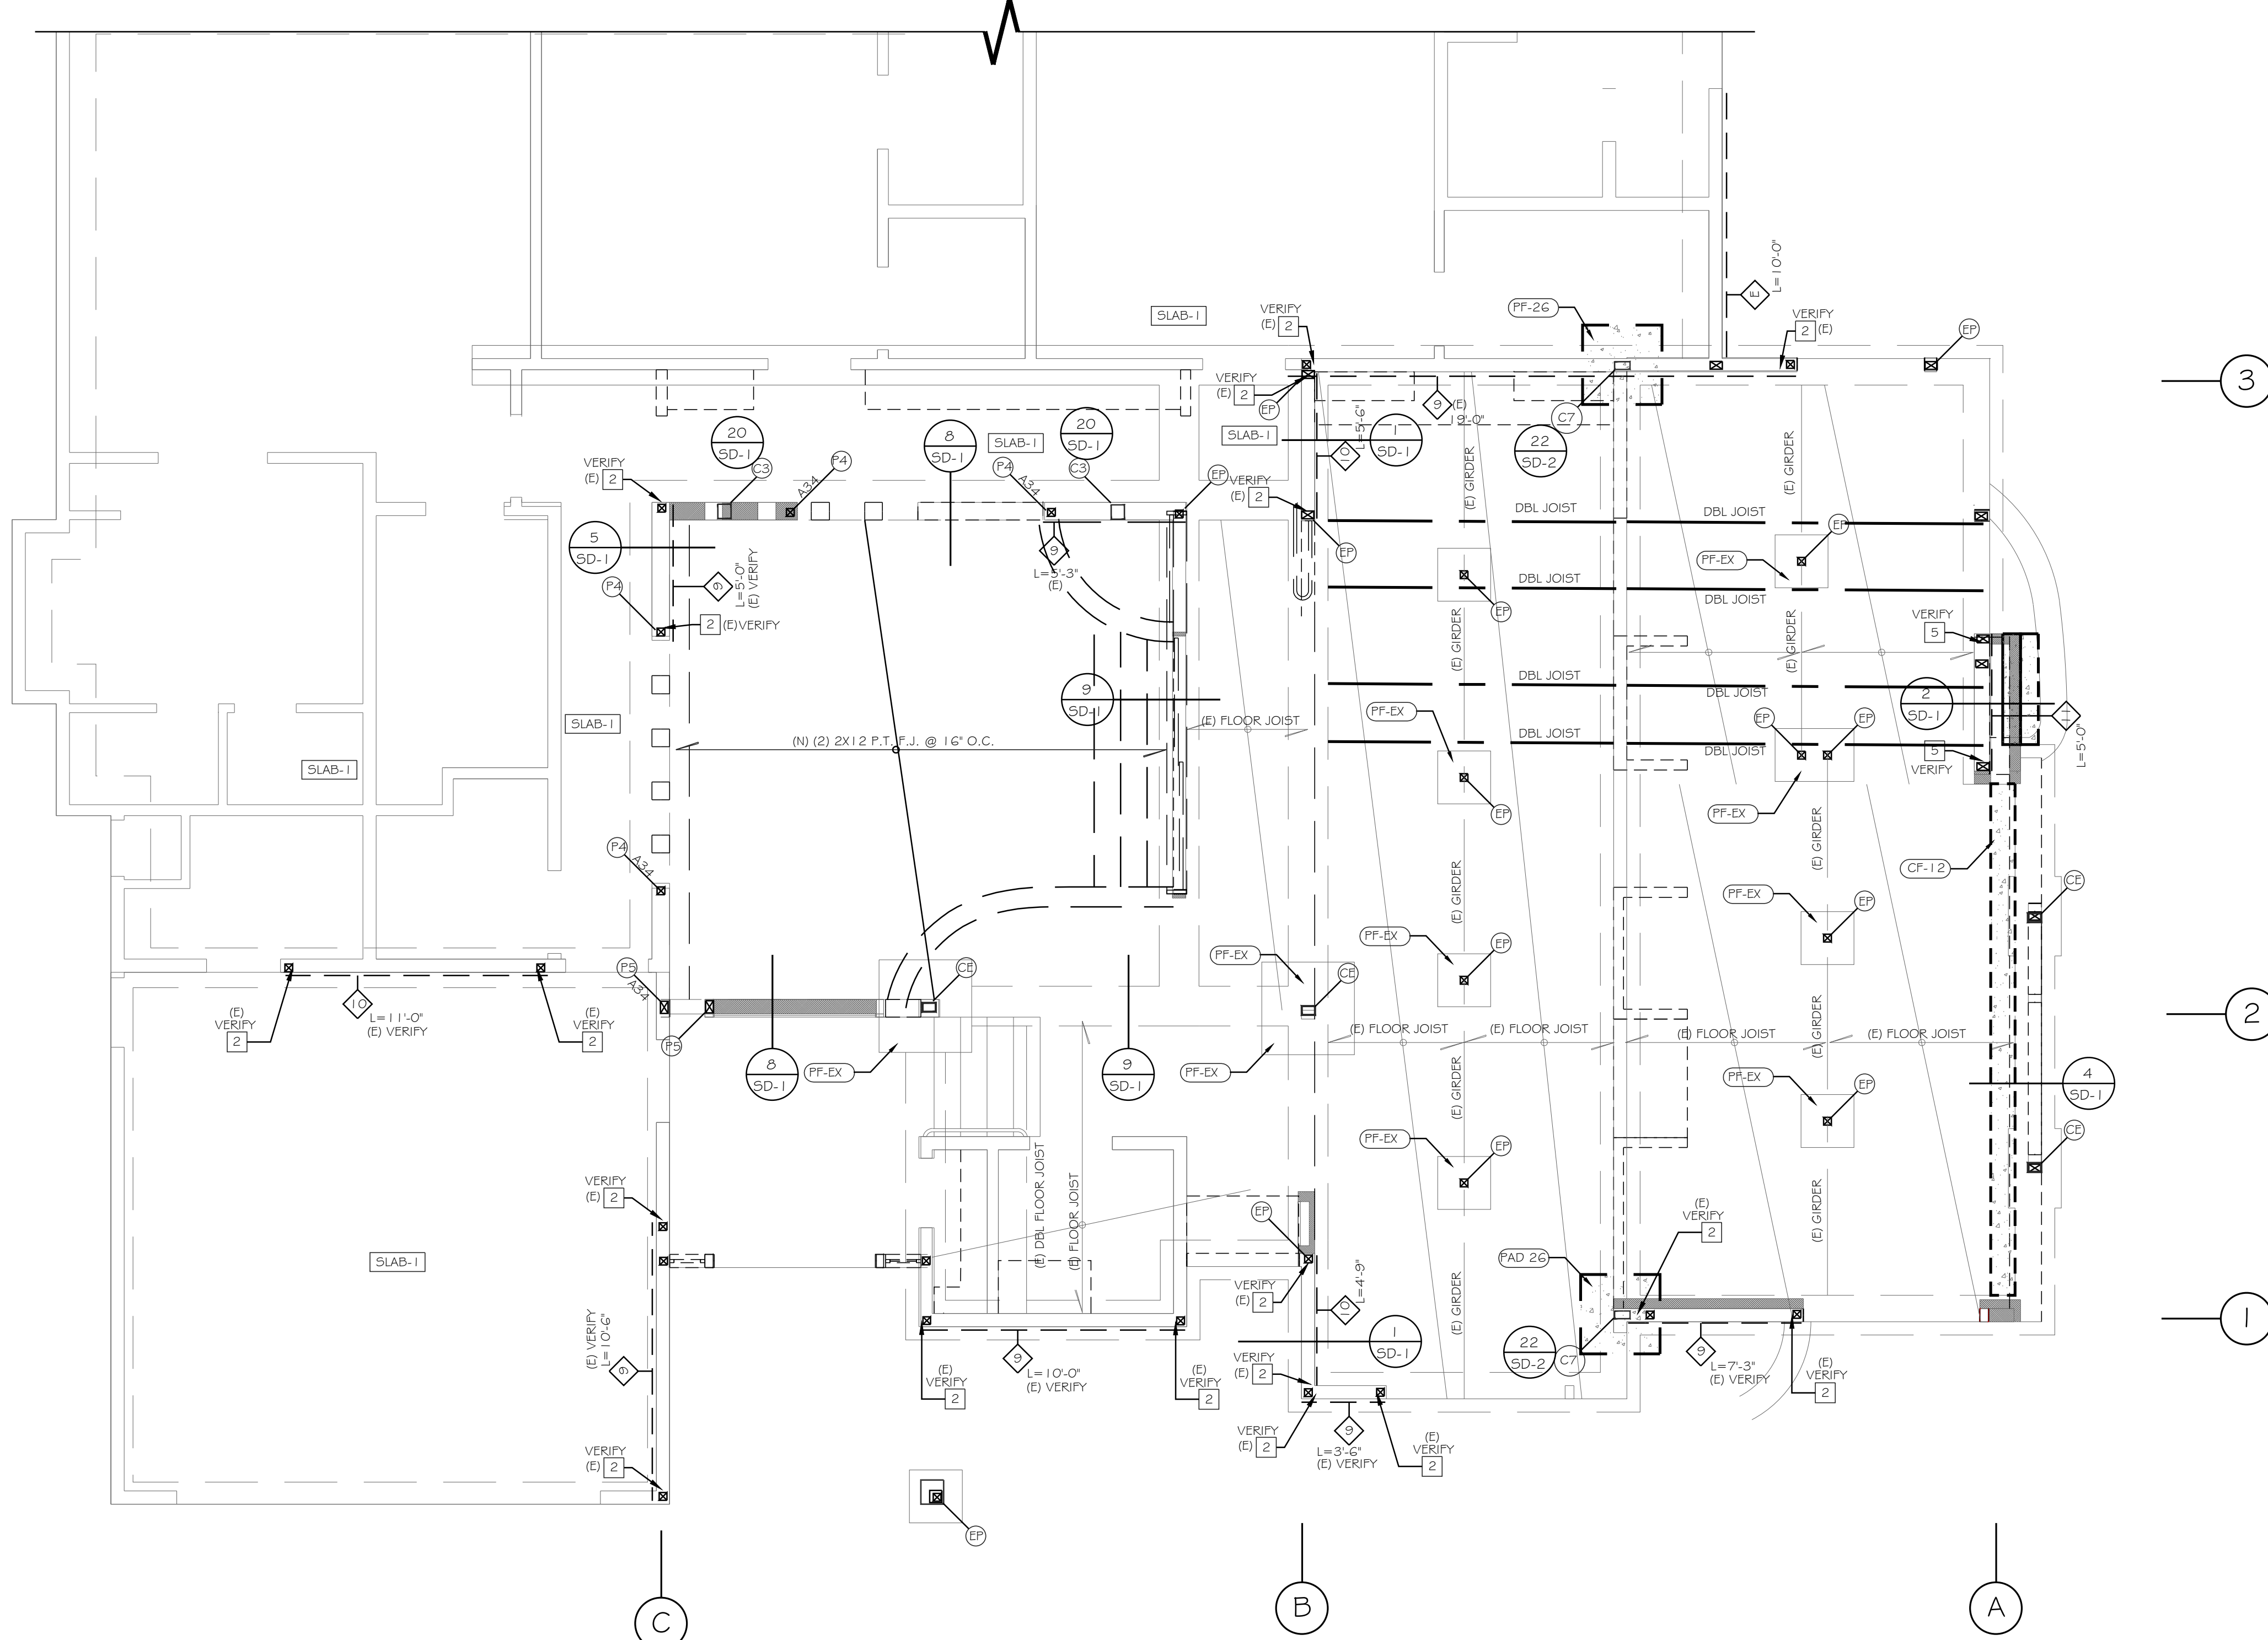 L=10'-0"
E
PF-26
VERIFY
(E) 2
SLAB-1
VERIFY
2 (E)
EP
3
VERIFY
(E) 2
EP
9
(E)
19'-0"
C7
L=5'-6"
10
SLAB-1
1
SD-1
22
SD-2
20
SD-1
C3
P4
A34
8
SD-1
SLAB-1
P4
A34
20
SD-1
C3
EP
VERIFY
(E) 2
VERIFY
(E) 2
EP
(E) GIRDER
(E) GIRDER
DBL JOIST
DBL JOIST
EP
5
SD-1
9
L=5'-0"
(E) VERIFY
9
L=5'-3"
(E)
PF-EX
DBL JOIST
DBL JOIST
P4
2 (E)VERIFY
EP
(E) GIRDER
(E) GIRDER
VERIFY
5
SLAB-1
9
SD-1
(E) FLOOR JOIST
PF-EX
DBL JOIST
DBL JOIST
2
SD-1
11
L=5'-0"
EP
EP
(N) (2) 2X12 P.T. F.J. @ 16" O.C.
DBL JOIST
DBL JOIST
5
VERIFY
SLAB-1
EP
PF-EX
(E) GIRDER
P4
A34
(E) GIRDER
CF-12
CE
PF-EX
EP
PF-EX
EP
PF-EX
EP
P5
A34
CE
CE
10
L=11'-0"
(E) VERIFY
(E)
VERIFY
2
(E)
VERIFY
2
P5
2
(E) FLOOR JOIST
(E) FLOOR JOIST
(E) FLOOR JOIST
(E) FLOOR JOIST
(E) GIRDER
(E) GIRDER
8
SD-1
PF-EX
9
SD-1
PF-EX
PF-EX
EP
4
SD-1
PF-EX
EP
CE
(E) DBL FLOOR JOIST
(E) FLOOR JOIST
VERIFY
(E) 2
EP
(E)
VERIFY
2
(E) GIRDER
SLAB-1
PAD 26
VERIFY
(E) 2
10
L=4'-9"
(E) GIRDER
1
(E) VERIFY
L=10'-6"
9
9
L=10'-0"
(E) VERIFY
(E)
VERIFY
2
(E)
VERIFY
2
VERIFY
(E) 2
1
SD-1
22
SD-2
C7
9
L=7'-3"
(E) VERIFY
(E)
VERIFY
2
VERIFY
(E) 2
VERIFY
(E) 2
9
L=3'-6"
(E) VERIFY
(E)
VERIFY
2
EP
C
B
A